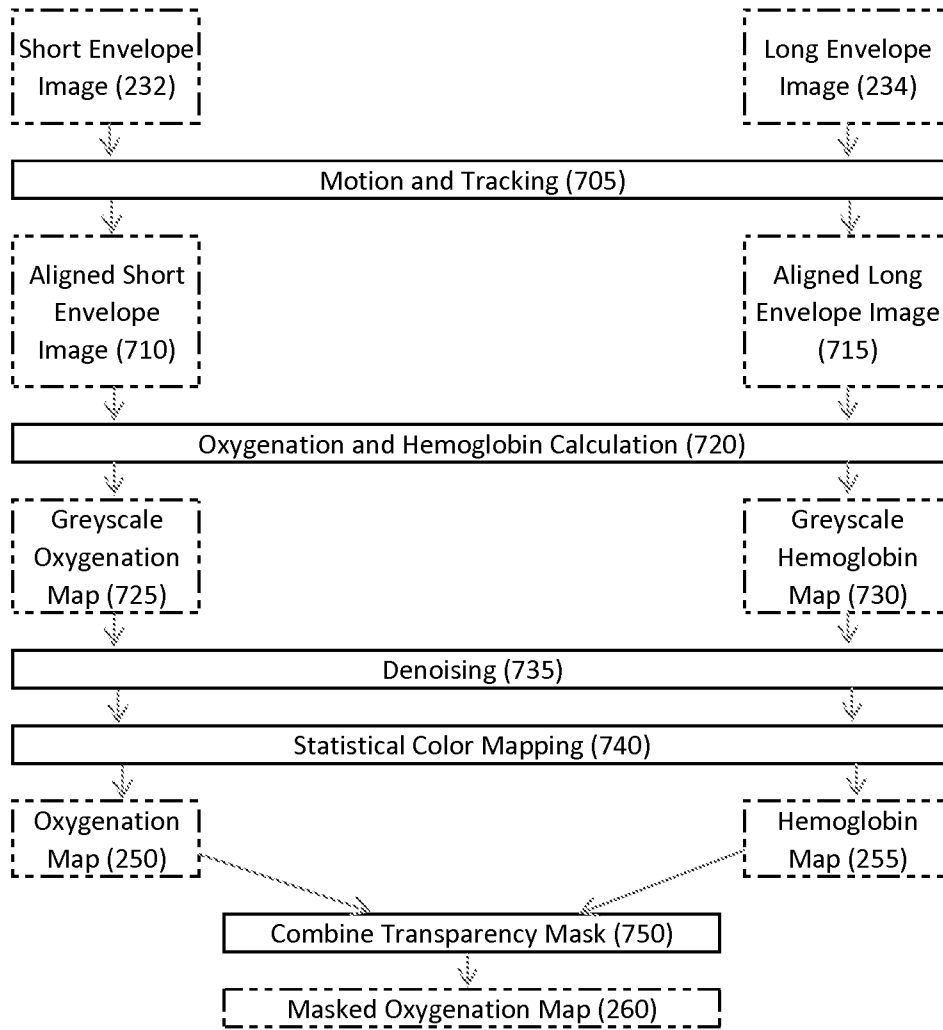 Short Envelope
Image (232)
Long Envelope
Image (234)
Motion and Tracking (705)
Aligned Short
Envelope
Image (710)
Aligned Long
Envelope Image
(715)
Oxygenation and Hemoglobin Calculation (720)
Greyscale
Oxygenation
Map (725)
Greyscale
Hemoglobin
Map (730)
Denoising (735)
Statistical Color Mapping (740)
Oxygenation
Map (250)
Hemoglobin
Map (255)
Combine Transparency Mask (750)
Masked Oxygenation Map (260)